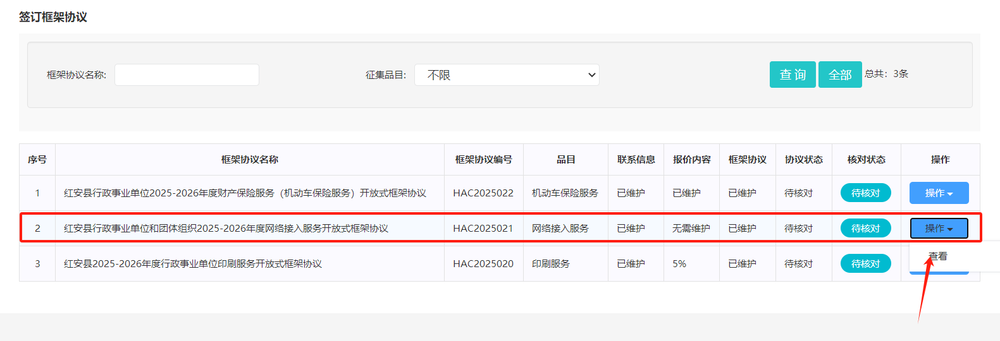 签订框架协议
框架协议名称: 征集品目: 不限 查 询 全部 总共：3条
序号 框架协议名称 框架协议编号 品目 联系信息 报价内容 框架协议 协议状态 核对状态 操作
1 红安县行政事业单位2025-2026年度财产保险服务（机动车保险服务）开放式框架协议 HAC2025022 机动车保险服务 已维护 已维护 已维护 待核对 待核对 操作
2 红安县行政事业单位和团体组织2025-2026年度网络接入服务开放式框架协议 HAC2025021 网络接入服务 已维护 无需维护 已维护 待核对 待核对 操作
查看
3 红安县2025-2026年度行政事业单位印刷服务开放式框架协议 HAC2025020 印刷服务 已维护 5% 已维护 待核对 待核对